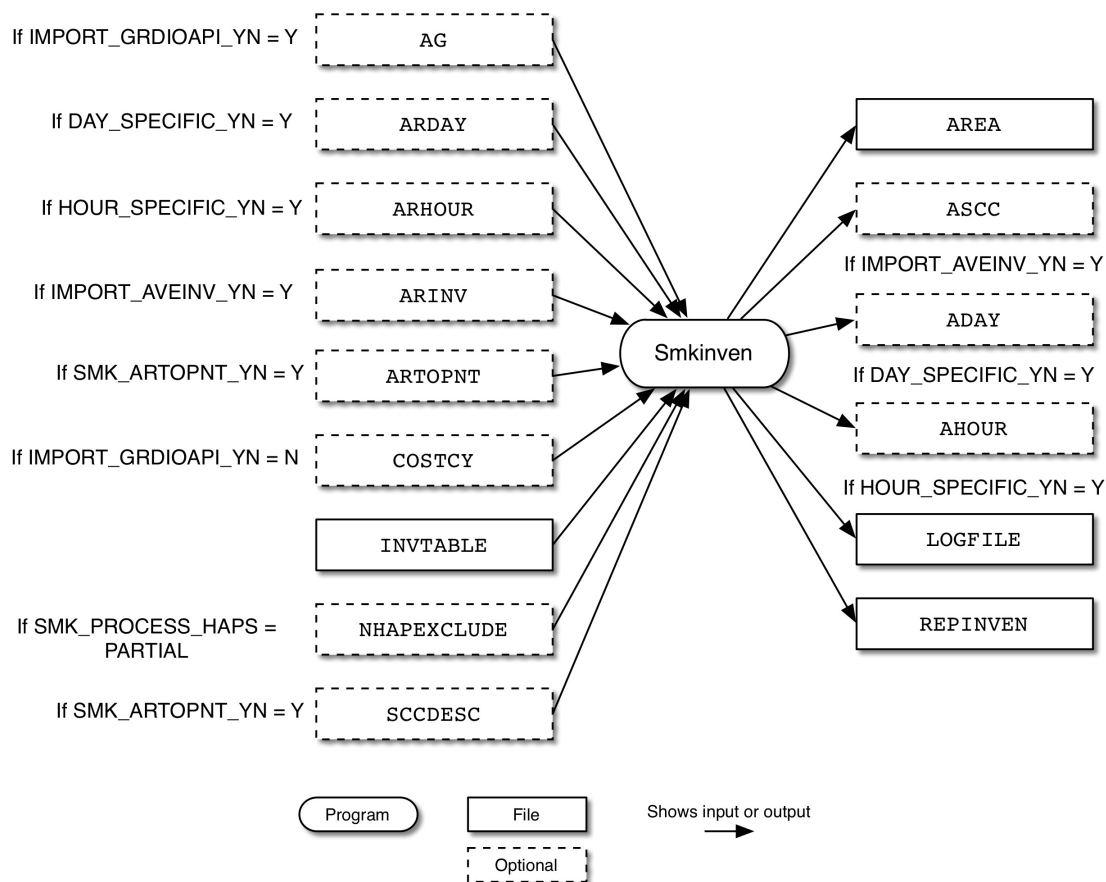 If IMPORT_GRDIOAPI_YN = Y
AG
If DAY_SPECIFIC_YN = Y
ARDAY
If HOUR_SPECIFIC_YN = Y
ARHOUR
If IMPORT_AVEINV_YN = Y
ARINV
If SMK_ARTOPNT_YN = Y
ARTOPNT
If IMPORT_GRDIOAPI_YN = N
COSTCY
INVTABLE
If SMK_PROCESS_HAPS =
PARTIAL
NHAPEXCLUDE
If SMK_ARTOPNT_YN = Y
SCCDESC
Smkinven
AREA
ASCC
If IMPORT_AVEINV_YN = Y
ADAY
If DAY_SPECIFIC_YN = Y
AHOUR
If HOUR_SPECIFIC_YN = Y
LOGFILE
REPINVEN
Program
File
Shows input or output
Optional